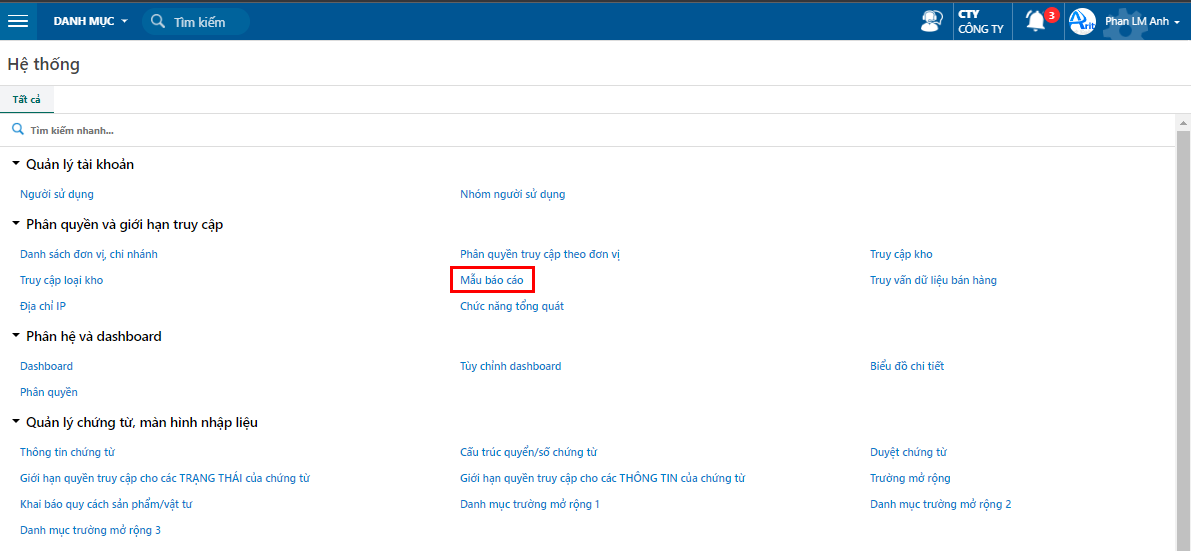 DANH MỤC Tìm kiếm CTY 3 Phan LM Anh
CÔNG TY
Hệ thống
Tất cả
Tìm kiếm nhanh...
Quản lý tài khoản
Người sử dụng Nhóm người sử dụng
Phân quyền và giới hạn truy cập
Danh sách đơn vị, chi nhánh Phân quyền truy cập theo đơn vị Truy cập kho
Truy cập loại kho Mẫu báo cáo Truy vấn dữ liệu bán hàng
Địa chỉ IP Chức năng tổng quát
Phân hệ và dashboard
Dashboard Tùy chỉnh dashboard Biểu đồ chi tiết
Phân quyền
Quản lý chứng từ, màn hình nhập liệu
Thông tin chứng từ Cấu trúc quyển/số chứng từ Duyệt chứng từ
Giới hạn quyền truy cập cho các TRẠNG THÁI của chứng từ Giới hạn quyền truy cập cho các THÔNG TIN của chứng từ Trường mở rộng
Khai báo quy cách sản phẩm/vật tư Danh mục trường mở rộng 1 Danh mục trường mở rộng 2
Danh mục trường mở rộng 3